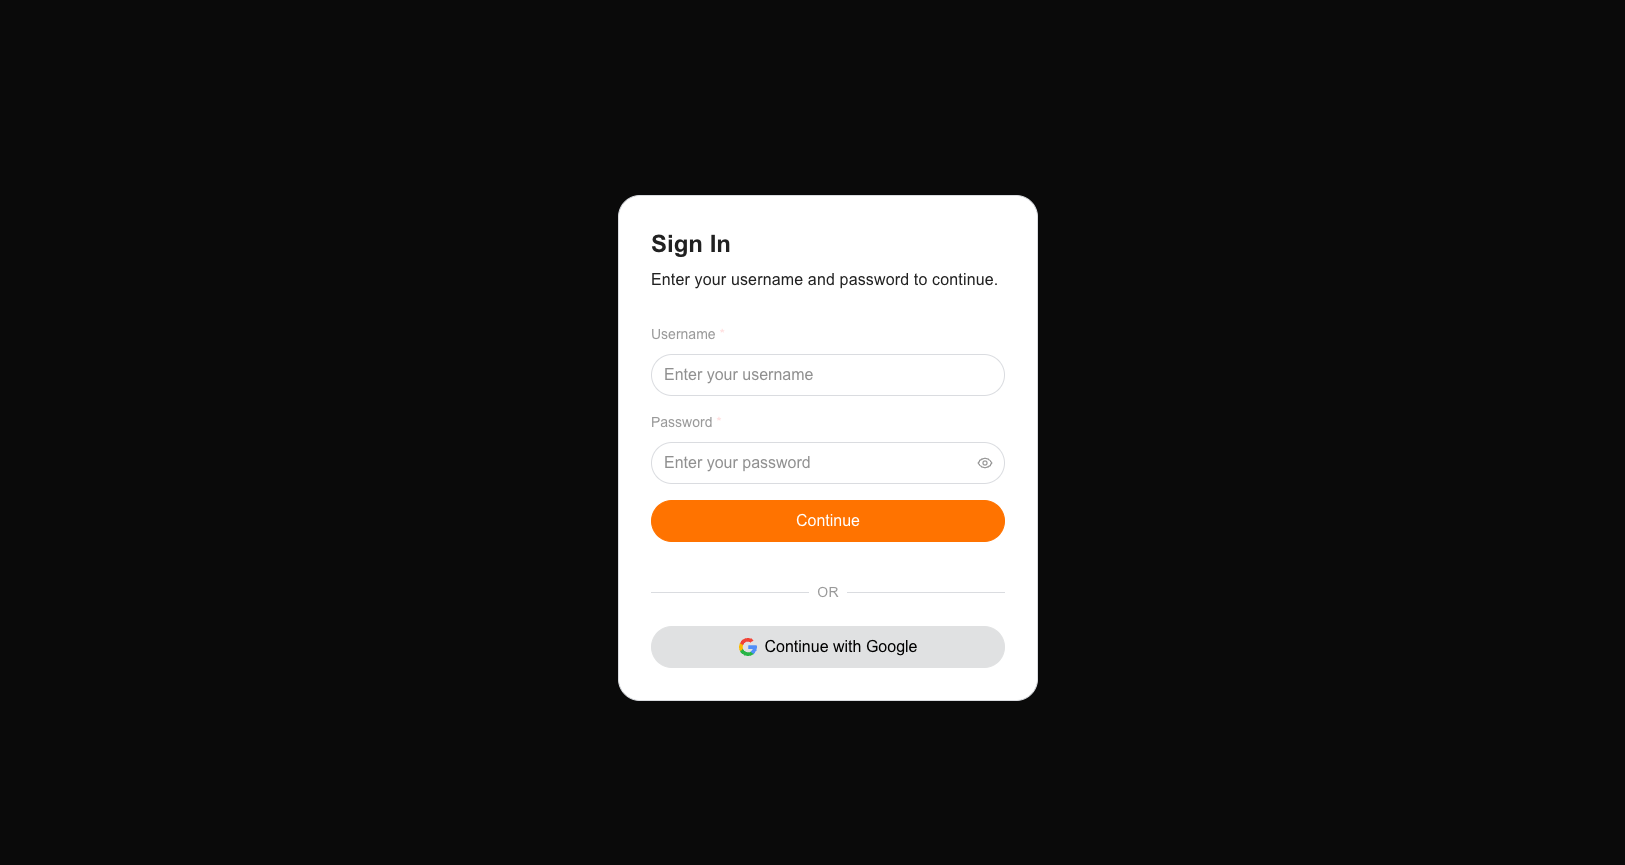 Sign In
Enter your username and password to continue.
Username *
Enter your username
Password *
Enter your password
Continue
OR
Continue with Google